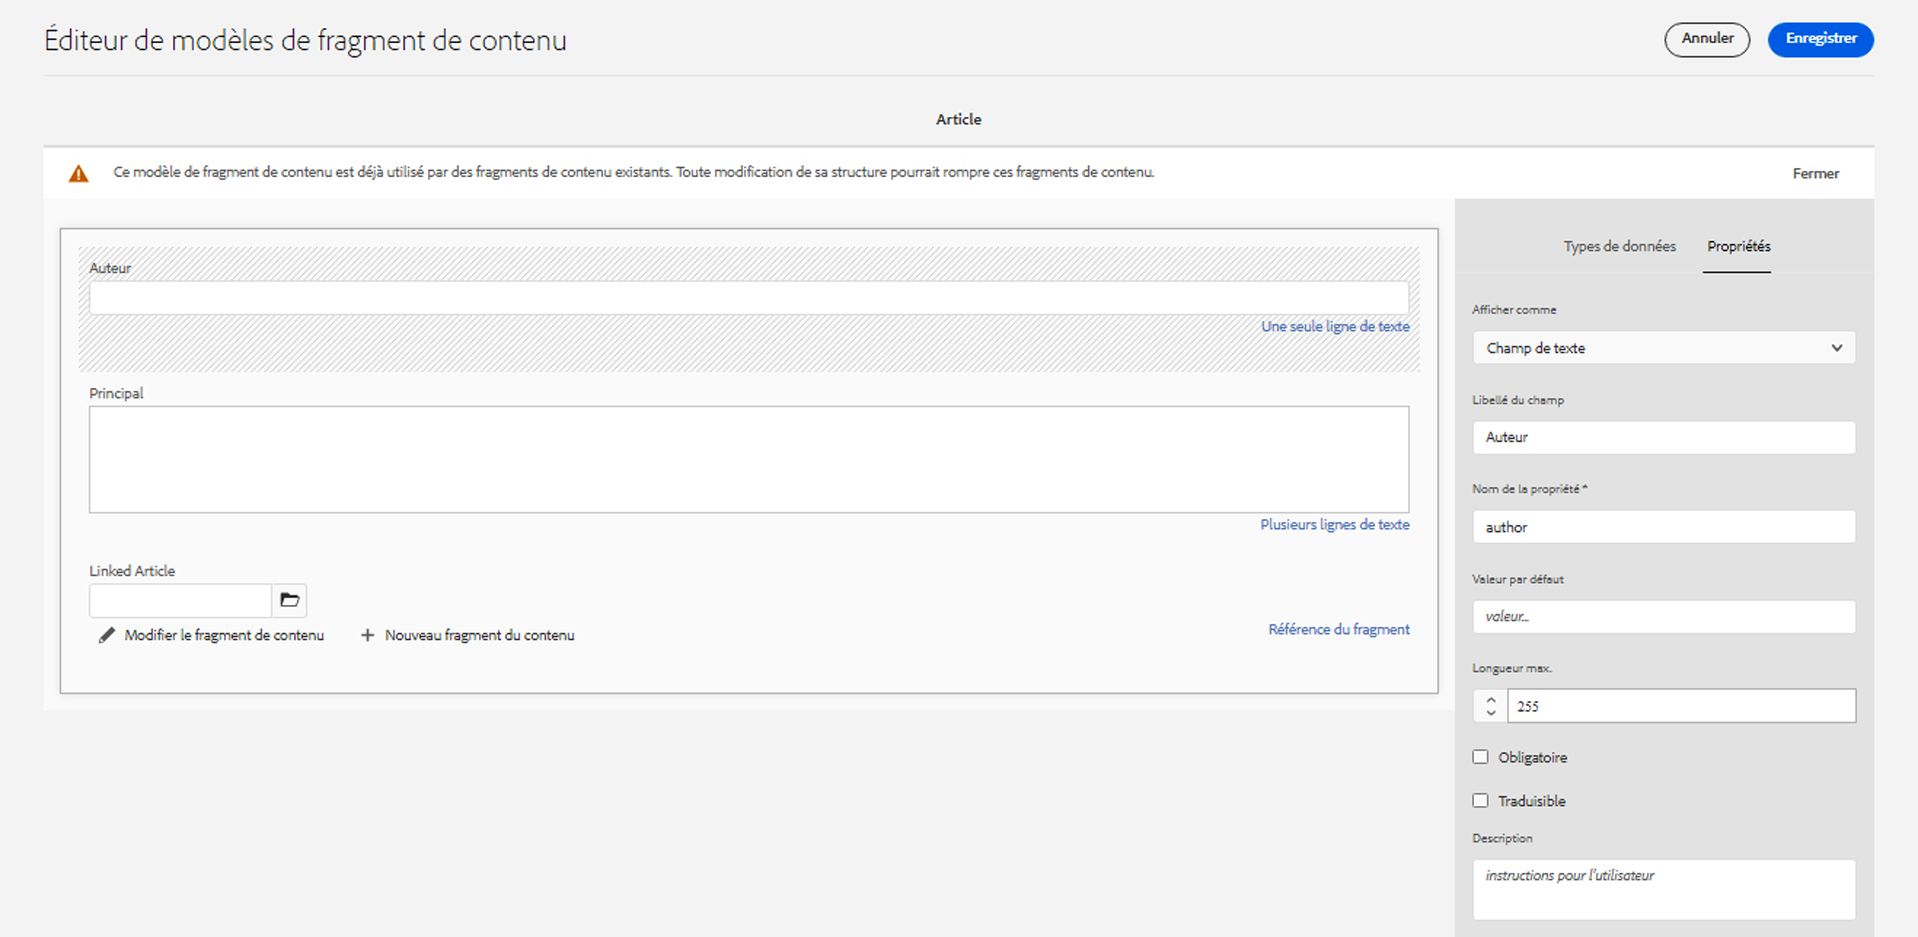 Éditeur de modèles de fragment de contenu
Annuler
Enregistrer
Article
Ce modèle de fragment de contenu est déjà utilisé par des fragments de contenu existants. Toute modification de sa structure pourrait rompre ces fragments de contenu.
Fermer
Auteur
Une seule ligne de texte
Principal
Plusieurs lignes de texte
Linked Article
Modifier le fragment de contenu
Nouveau fragment du contenu
Référence du fragment
Types de données
Propriétés
Afficher comme
Champ de texte
Libellé du champ
Auteur
Nom de la propriété *
author
Valeur par défaut
valeur...
Longueur max.
255
Obligatoire
Traduisible
Description
instructions pour l'utilisateur